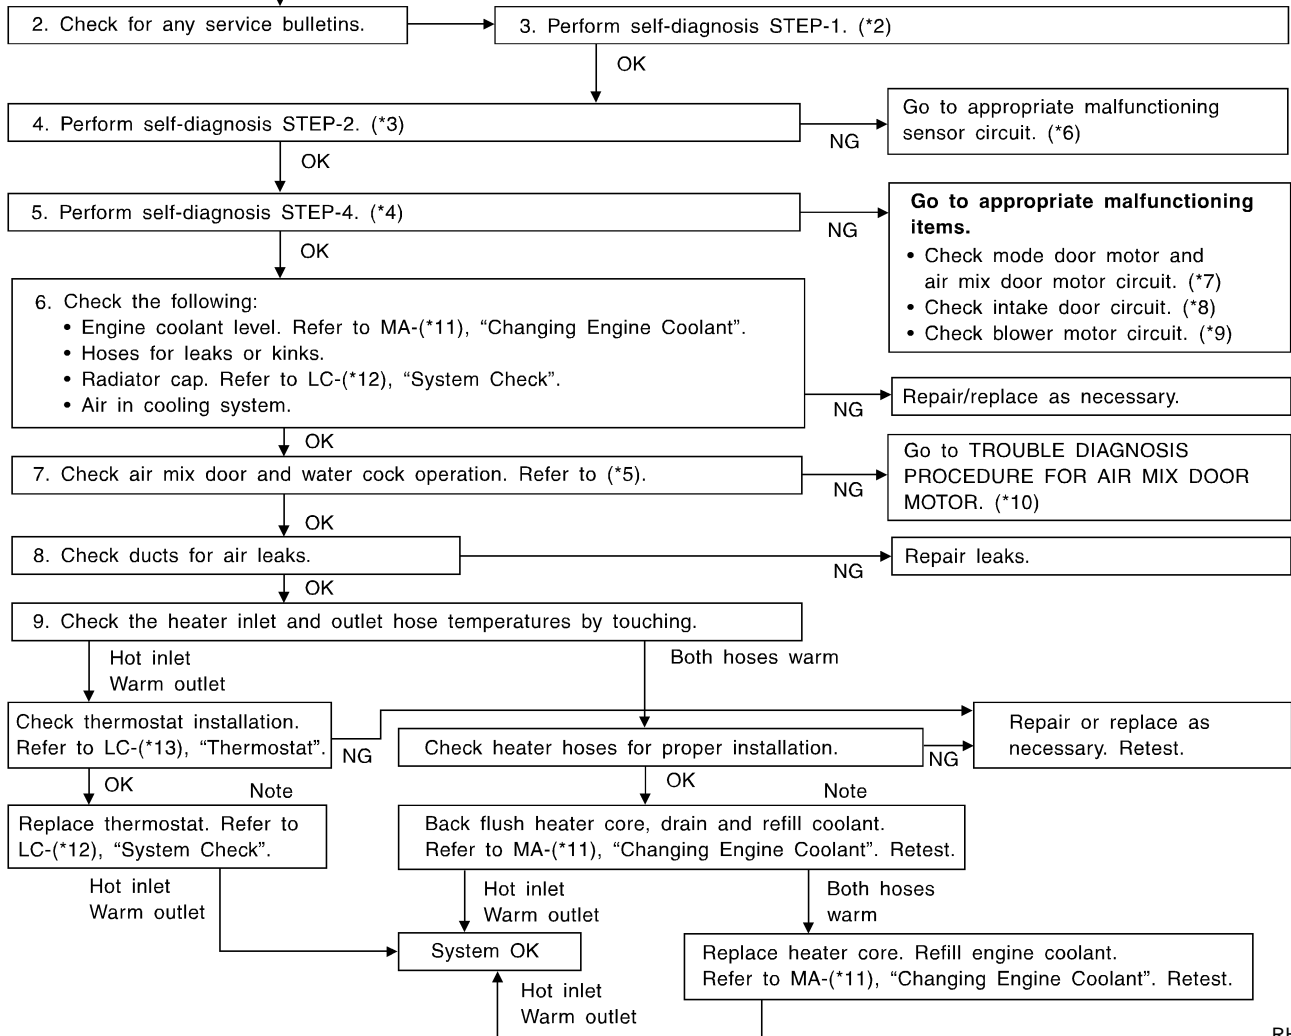 2. Check for any service bulletins.
3. Perform self-diagnosis STEP-1. (*2)
OK
4. Perform self-diagnosis STEP-2. (*3)
NG
Go to appropriate malfunctioning
sensor circuit. (*6)
OK
5. Perform self-diagnosis STEP-4. (*4)
NG
Go to appropriate malfunctioning
items.
• Check mode door motor and
air mix door motor circuit. (*7)
• Check intake door circuit. (*8)
• Check blower motor circuit. (*9)
OK
6. Check the following:
• Engine coolant level. Refer to MA-(*11), “Changing Engine Coolant”.
• Hoses for leaks or kinks.
• Radiator cap. Refer to LC-(*12), “System Check”.
• Air in cooling system.
NG
Repair/replace as necessary.
OK
7. Check air mix door and water cock operation. Refer to (*5).
NG
Go to TROUBLE DIAGNOSIS
PROCEDURE FOR AIR MIX DOOR
MOTOR. (*10)
OK
8. Check ducts for air leaks.
NG
Repair leaks.
OK
9. Check the heater inlet and outlet hose temperatures by touching.
Hot inlet
Warm outlet
Both hoses warm
Check thermostat installation.
Refer to LC-(*13), “Thermostat”.
NG
Check heater hoses for proper installation.
NG
Repair or replace as
necessary. Retest.
OK
Note
OK
Note
Replace thermostat. Refer to
LC-(*12), “System Check”.
Back flush heater core, drain and refill coolant.
Refer to MA-(*11), “Changing Engine Coolant”. Retest.
Hot inlet
Warm outlet
Hot inlet
Warm outlet
Both hoses
warm
System OK
Replace heater core. Refill engine coolant.
Refer to MA-(*11), “Changing Engine Coolant”. Retest.
Hot inlet
Warm outlet